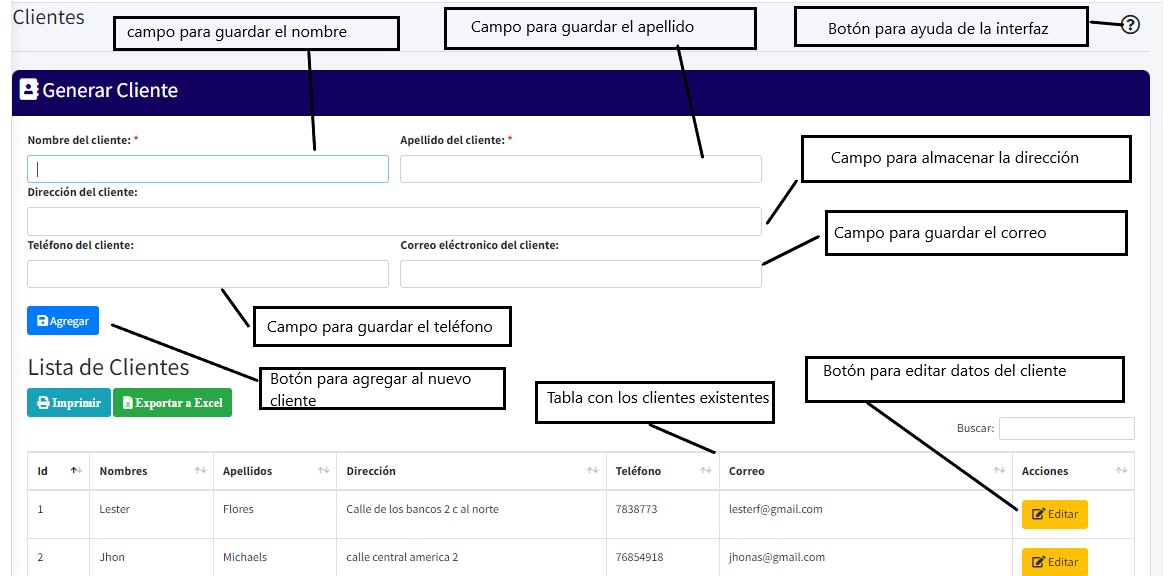 Clientes
campo para guardar el nombre
Campo para guardar el apellido
Botón para ayuda de la interfaz
?
Generar Cliente
Nombre del cliente: *
Apellido del cliente: *
Campo para almacenar la dirección
Dirección del cliente:
Campo para guardar el correo
Teléfono del cliente:
Correo eléctronico del cliente:
Agregar
Campo para guardar el teléfono
Lista de Clientes
Botón para agregar al nuevo
cliente
Imprimir
Exportar a Excel
Tabla con los clientes existentes
Botón para editar datos del cliente
Buscar:
Id Nombres Apellidos Dirección Teléfono Correo Acciones
1 Lester Flores Calle de los bancos 2 c al norte 7838773 lesterf@gmail.com Editar
2 Jhon Michaels calle central america 2 76854918 jhonas@gmail.com Editar